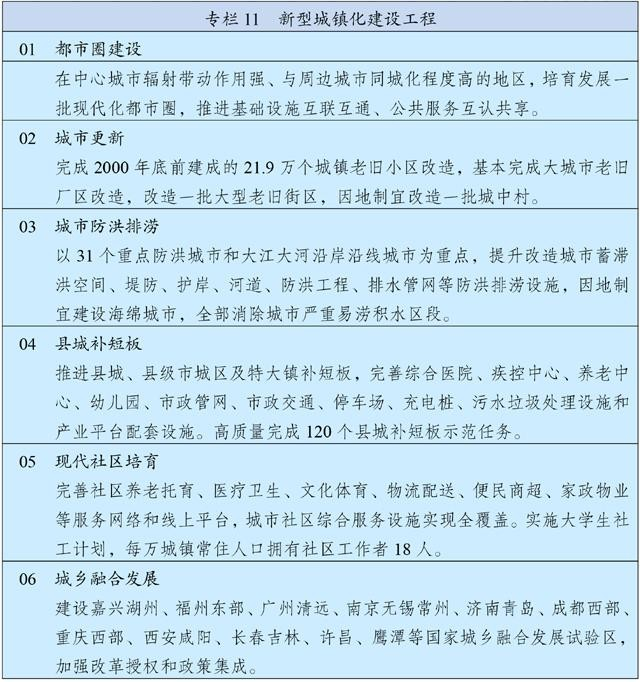 专栏 11 新型城镇化建设工程
01 都市圈建设
在中心城市辐射带动作用强、与周边城市同城化程度高的地区，培育发展一
批现代化都市圈，推进基础设施互联互通、公共服务互认共享。
02 城市更新
完成 2000 年底前建成的 21.9 万个城镇老旧小区改造，基本完成大城市老旧
厂区改造，改造一批大型老旧街区，因地制宜改造一批城中村。
03 城市防洪排涝
以 31 个重点防洪城市和大江大河沿岸沿线城市为重点，提升改造城市蓄滞
洪空间、堤防、护岸、河道、防洪工程、排水管网等防洪排涝设施，因地制
宜建设海绵城市，全部消除城市严重易涝积水区段。
04 县城补短板
推进县城、县级市城区及特大镇补短板，完善综合医院、疾控中心、养老中
心、幼儿园、市政管网、市政交通、停车场、充电桩、污水垃圾处理设施和
产业平台配套设施。高质量完成 120 个县城补短板示范任务。
05 现代社区培育
完善社区养老托育、医疗卫生、文化体育、物流配送、便民商超、家政物业
等服务网络和线上平台，城市社区综合服务设施实现全覆盖。实施大学生社
工计划，每万城镇常住人口拥有社区工作者 18 人。
06 城乡融合发展
建设嘉兴湖州、福州东部、广州清远、南京无锡常州、济南青岛、成都西部、
重庆西部、西安咸阳、长春吉林、许昌、鹰潭等国家城乡融合发展试验区，
加强改革授权和政策集成。